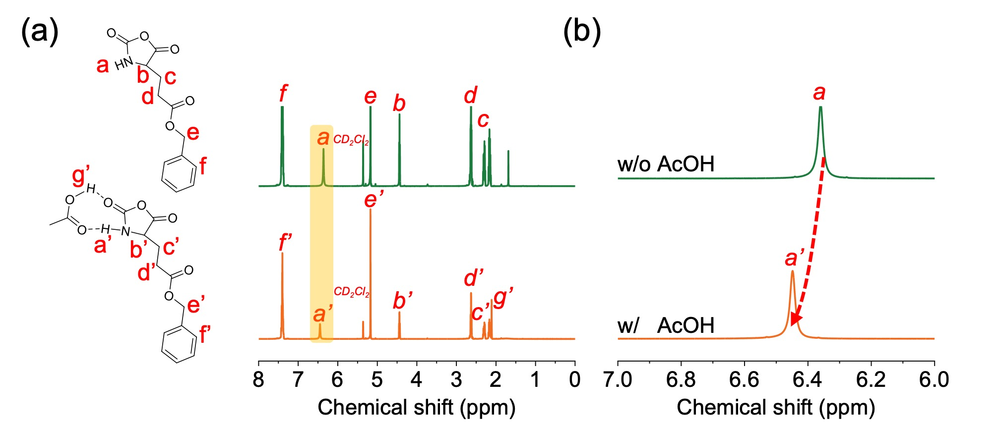 (a)
(b)
O
O
O
a
HN
b
c
d
O
O
e
f
g’
H
O
O
O
O
O
H
N
a’
b’
c’
d’
O
O
e’
f’
f
a
CD2Cl2
e
b
d
c
f’
a’
CD2Cl2
e’
b’
d’
c’
g’
8 7 6 5 4 3 2 1 0
Chemical shift (ppm)
a
w/o AcOH
a’
w/ AcOH
7.0 6.8 6.6 6.4 6.2 6.0
Chemical shift (ppm)